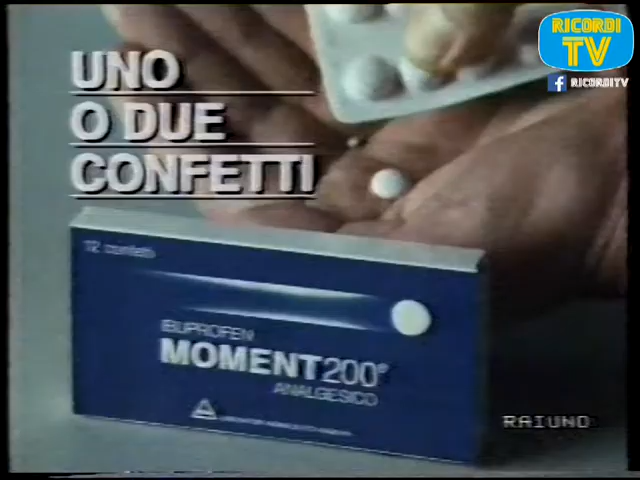 RICORDI
TV
RICORDITV
UNO
O DUE
CONFETTI
12 confetti
IBUPROFEN
MOMENT200®
ANALGESICO
RAIUNO